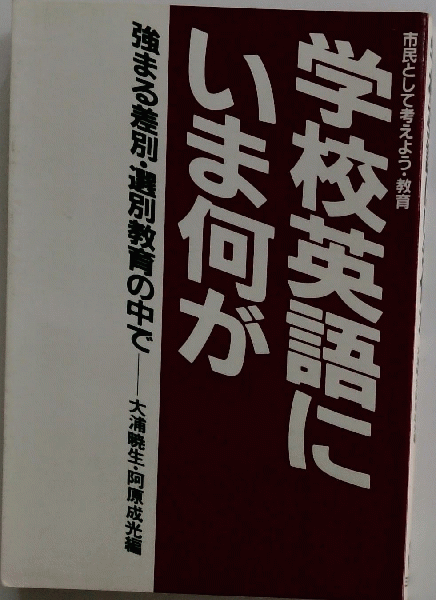 市民として考えよう・教育
学校英語に
いま何が
強まる差別・選別教育の中で——大浦暁生・阿原成光編